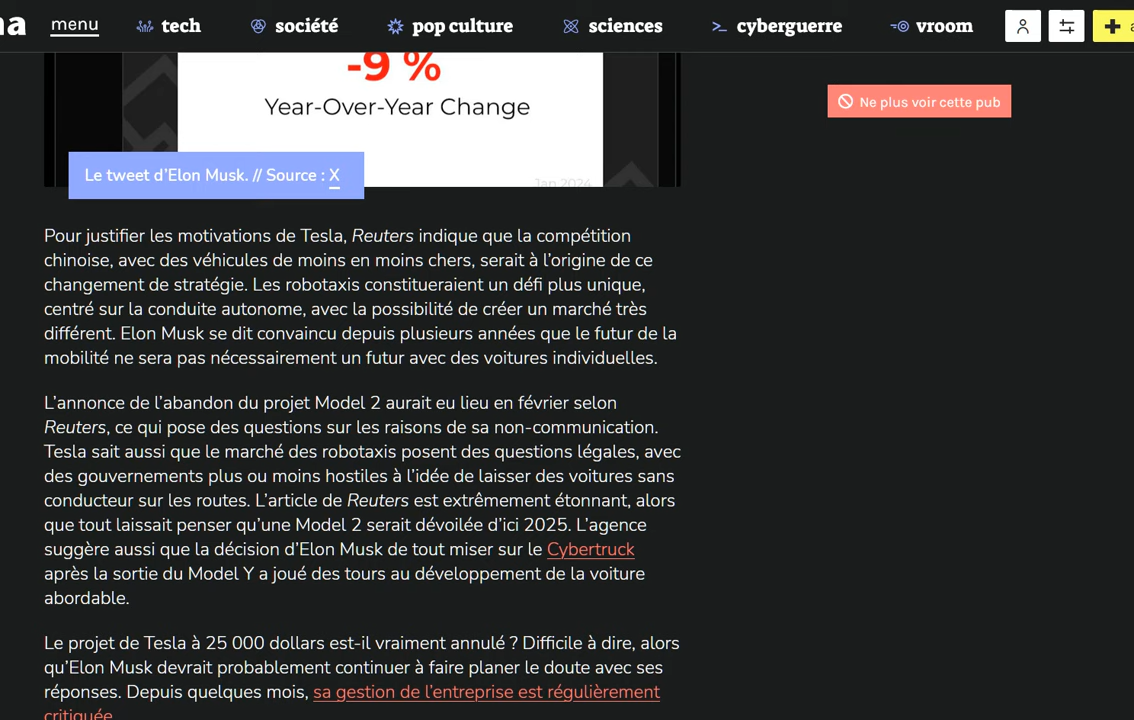 menu
tech
société
pop culture
sciences
cyberguerre
vroom
-9 %
Year-Over-Year Change
Ne plus voir cette pub
Le tweet d’Elon Musk. // Source : X
Jan 2024
Pour justifier les motivations de Tesla, Reuters indique que la compétition
chinoise, avec des véhicules de moins en moins chers, serait à l’origine de ce
changement de stratégie. Les robotaxis constitueraient un défi plus unique,
centré sur la conduite autonome, avec la possibilité de créer un marché très
différent. Elon Musk se dit convaincu depuis plusieurs années que le futur de la
mobilité ne sera pas nécessairement un futur avec des voitures individuelles.
L’annonce de l’abandon du projet Model 2 aurait eu lieu en février selon
Reuters, ce qui pose des questions sur les raisons de sa non-communication.
Tesla sait aussi que le marché des robotaxis posent des questions légales, avec
des gouvernements plus ou moins hostiles à l’idée de laisser des voitures sans
conducteur sur les routes. L’article de Reuters est extrêmement étonnant, alors
que tout laissait penser qu’une Model 2 serait dévoilée d’ici 2025. L’agence
suggère aussi que la décision d’Elon Musk de tout miser sur le Cybertruck
après la sortie du Model Y a joué des tours au développement de la voiture
abordable.
Le projet de Tesla à 25 000 dollars est-il vraiment annulé ? Difficile à dire, alors
qu’Elon Musk devrait probablement continuer à faire planer le doute avec ses
réponses. Depuis quelques mois, sa gestion de l’entreprise est régulièrement
critiquée.